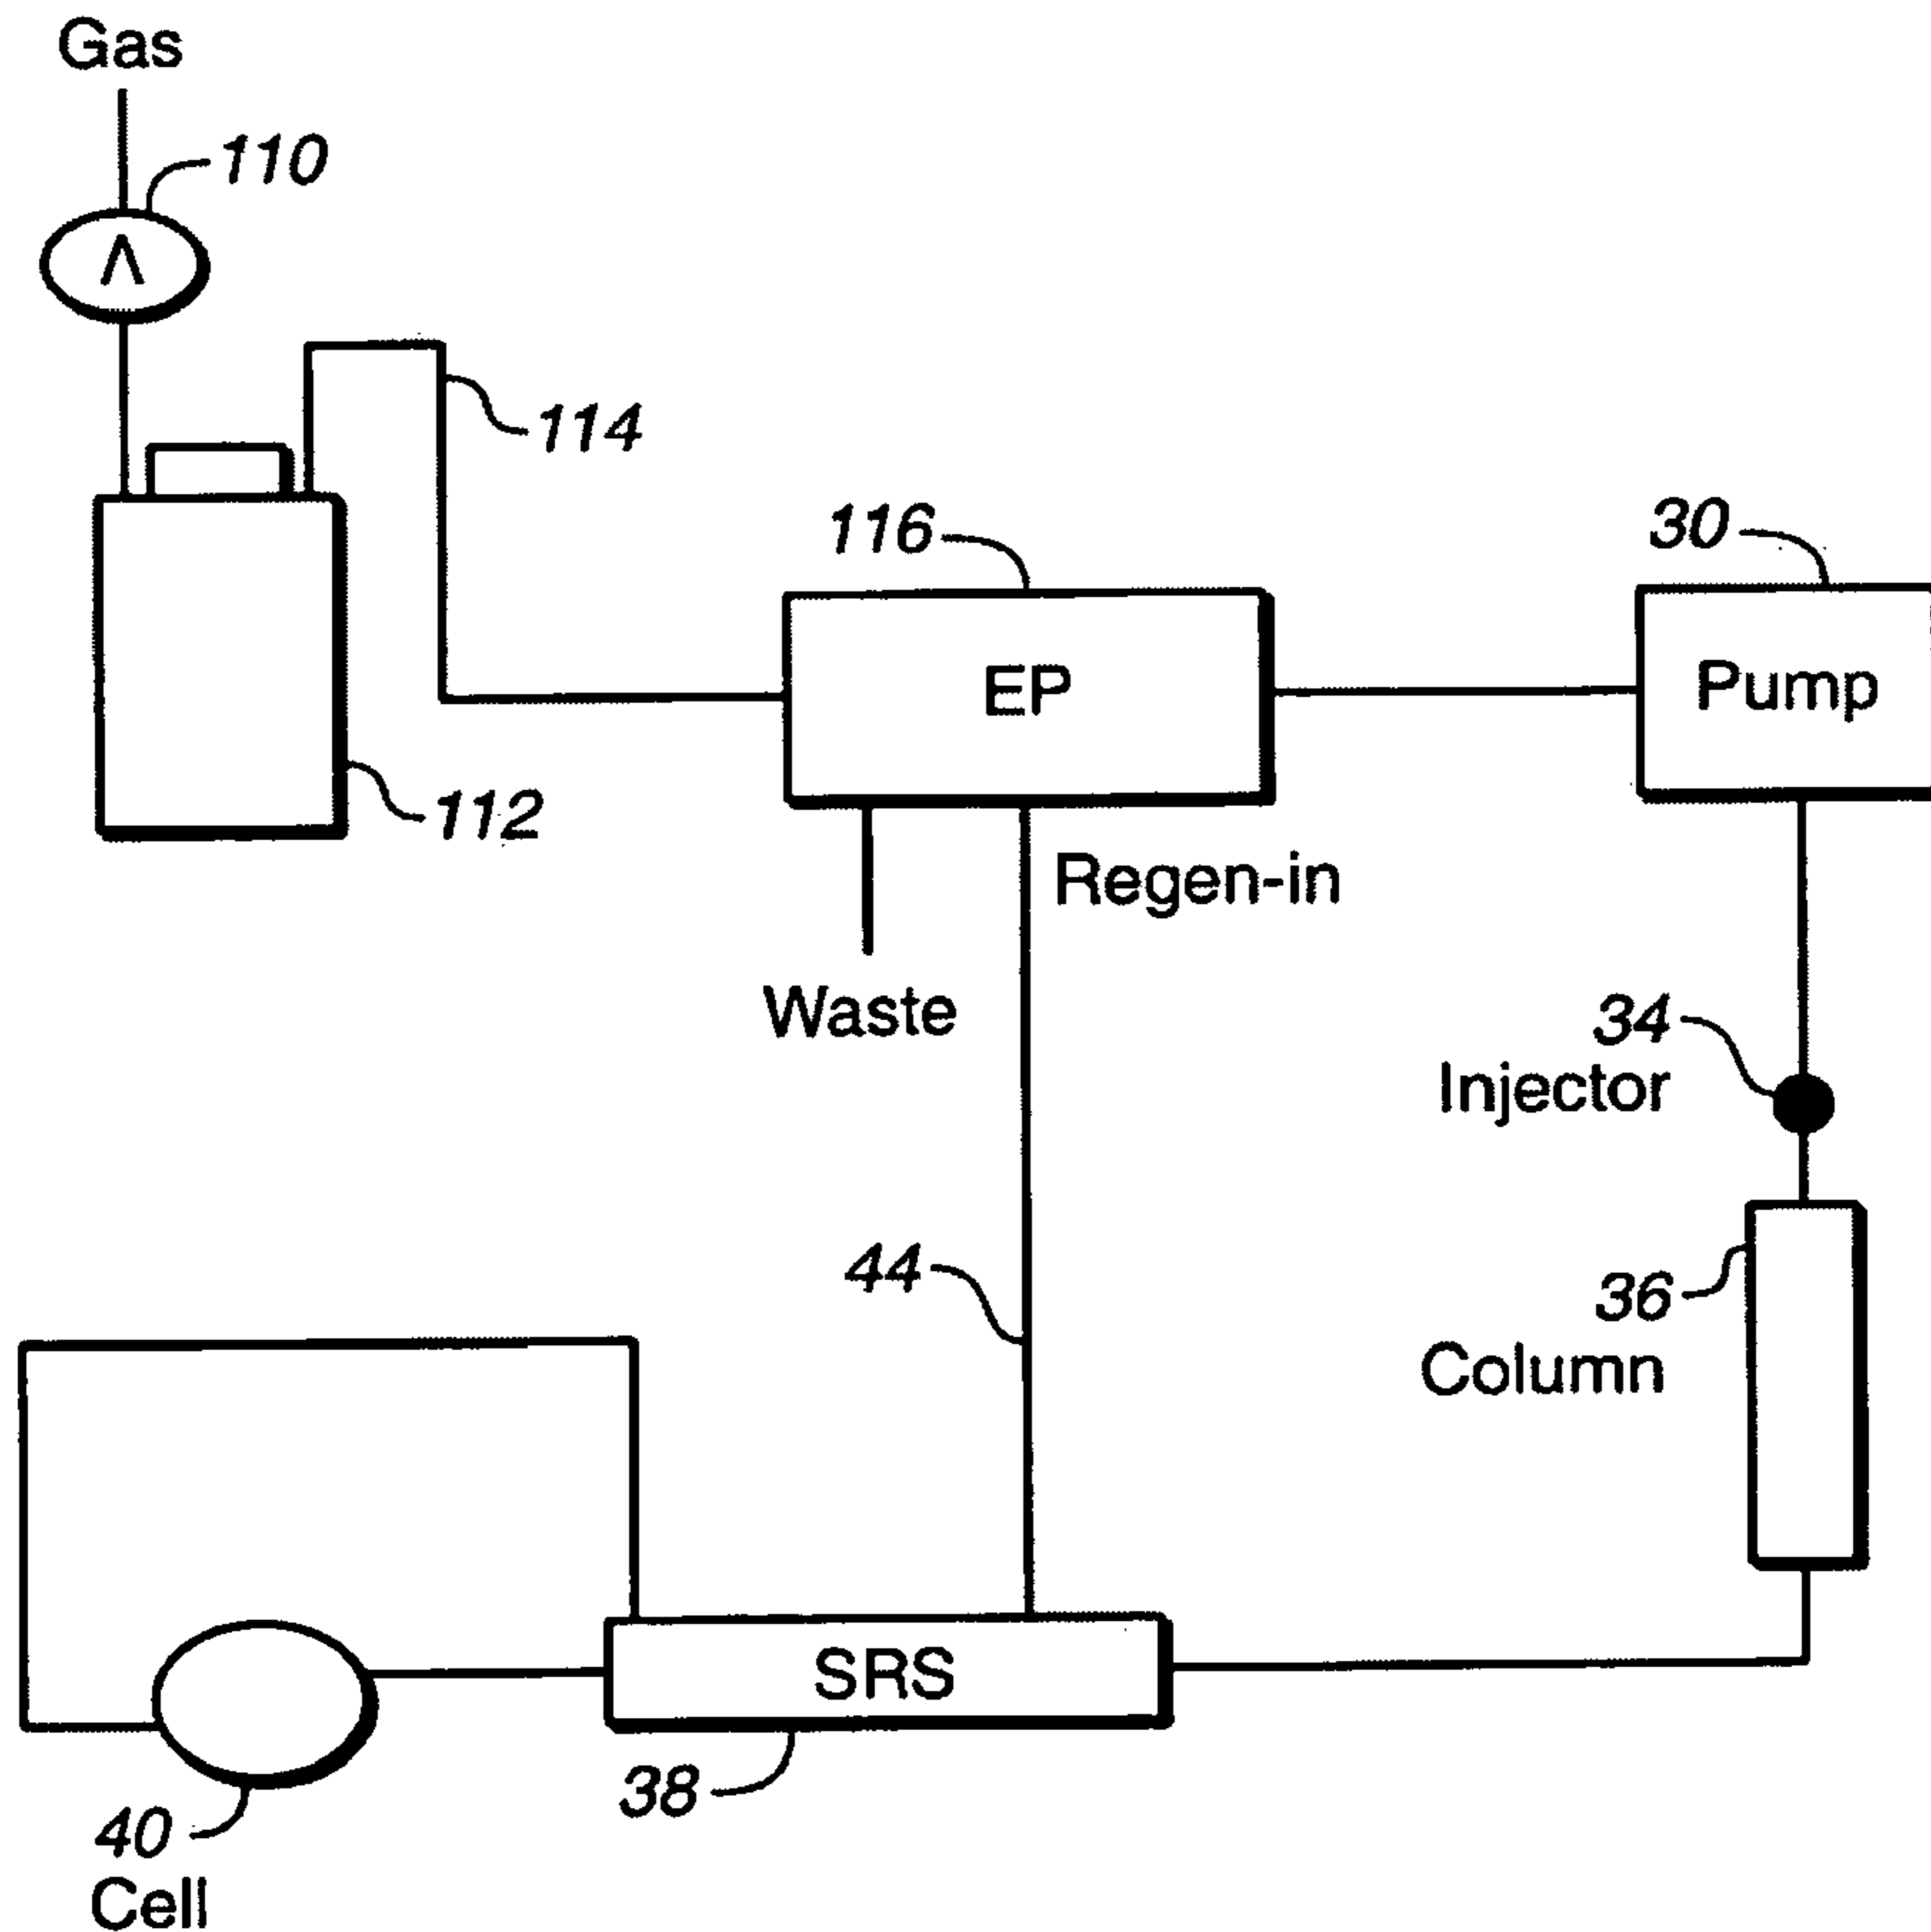 Gas
110
114
116
30
EP
Pump
112
Regen-in
Waste
34
Injector
44
36
Column
SRS
38
40
Cell